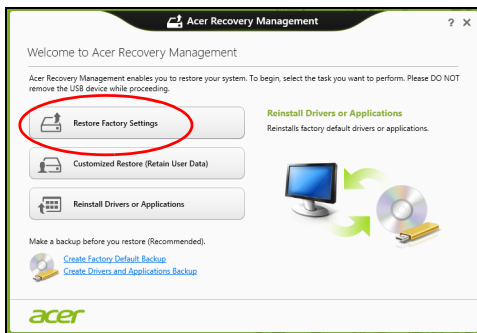 Acer Recovery Management
? X
Welcome to Acer Recovery Management
Acer Recovery Management enables you to restore your system. To begin, select the task you want to perform. Please DO NOT
remove the USB device while proceeding.
Restore Factory Settings
Customized Restore (Retain User Data)
Reinstall Drivers or Applications
Reinstall Drivers or Applications
Reinstalls factory default drivers or applications.
Make a backup before you restore (Recommended).
Create Factory Default Backup
Create Drivers and Applications Backup
acer